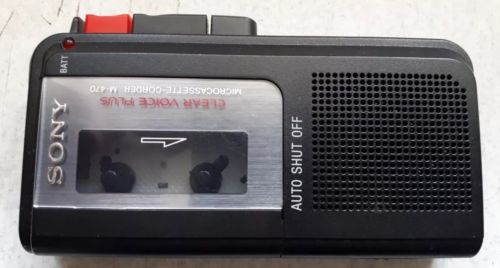 BATT
SONY
CLEAR VOICE PLUS
MICROCASSETTE-CORDER M-470
AUTO SHUT OFF